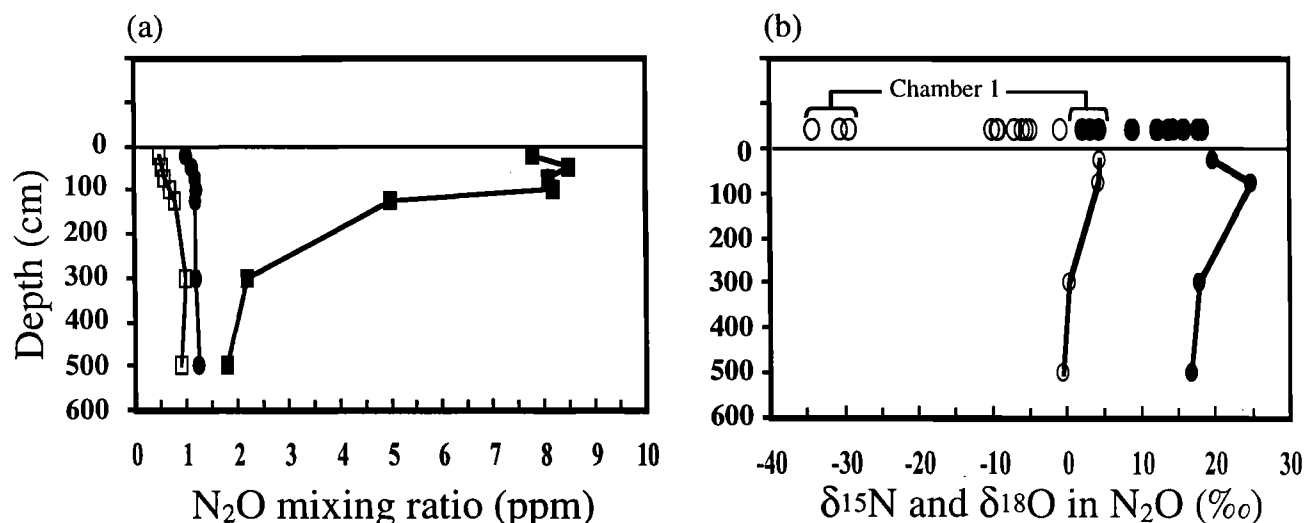 (a)
(b)
Chamber 1
Depth (cm)
0
100
200
300
400
500
600
0 1 2 3 4 5 6 7 8 9 10
N₂O mixing ratio (ppm)
0
100
200
300
400
500
600
-40 -30 -20 -10 0 10 20 30
δ¹⁵N and δ¹⁸O in N₂O (‰)